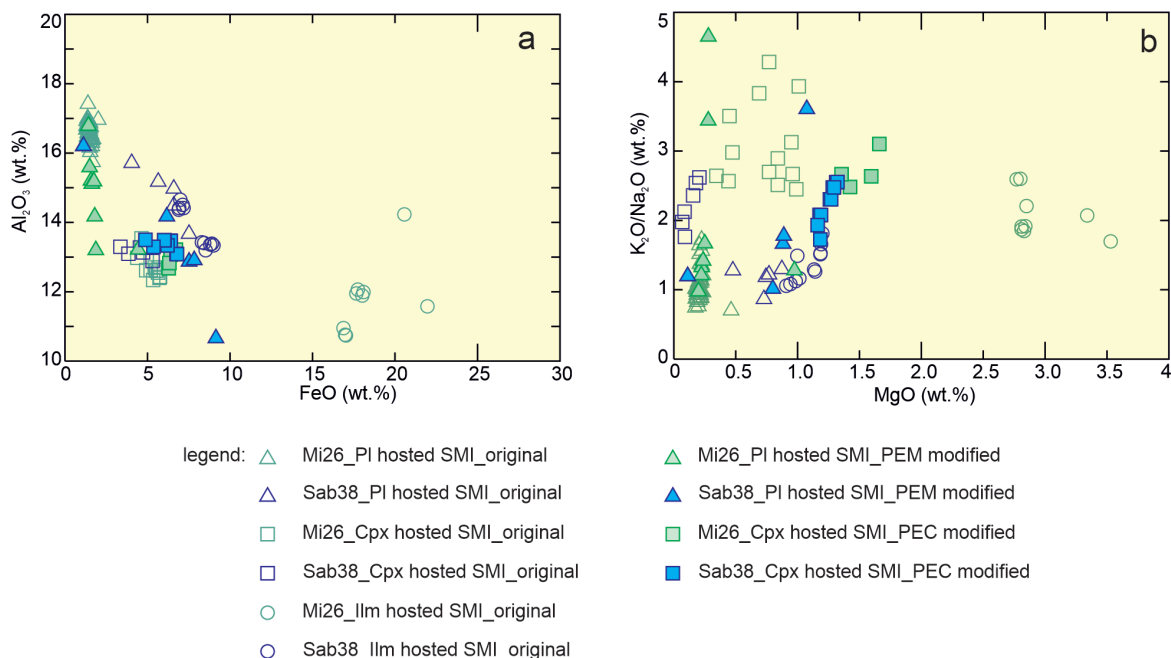 a
20
18
16
14
12
10
Al₂O₃ (wt.%)
0 5 10 15 20 25 30
FeO (wt.%)
b
5
4
3
2
1
0
K₂O/Na₂O (wt.%)
0 0.5 1.0 1.5 2.0 2.5 3.0 3.5 4
MgO (wt.%)
legend:
Mi26_Pl hosted SMI_original
Sab38_Pl hosted SMI_original
Mi26_Cpx hosted SMI_original
Sab38_Cpx hosted SMI_original
Mi26_Ilm hosted SMI_original
Sab38_Ilm hosted SMI_original
Mi26_Pl hosted SMI_PEM modified
Sab38_Pl hosted SMI_PEM modified
Mi26_Cpx hosted SMI_PEC modified
Sab38_Cpx hosted SMI_PEC modified